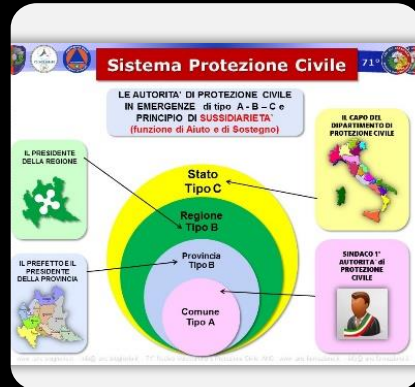 Sistema Protezione Civile
71°
LE AUTORITA' DI PROTEZIONE CIVILE
IN EMERGENZE di tipo A - B – C e
PRINCIPIO DI SUSSIDIARIETA'
(funzione di Aiuto e di Sostegno)
IL CAPO DEL
DIPARTIMENTO DI
PROTEZIONE CIVILE
IL PRESIDENTE
DELLA REGIONE
Stato
Tipo C
Regione
Tipo B
IL PREFETTO E IL
PRESIDENTE
DELLA PROVINCIA
Provincia
Tipo B
SINDACO 1°
AUTORITA' di
PROTEZIONE
CIVILE
Comune
Tipo A